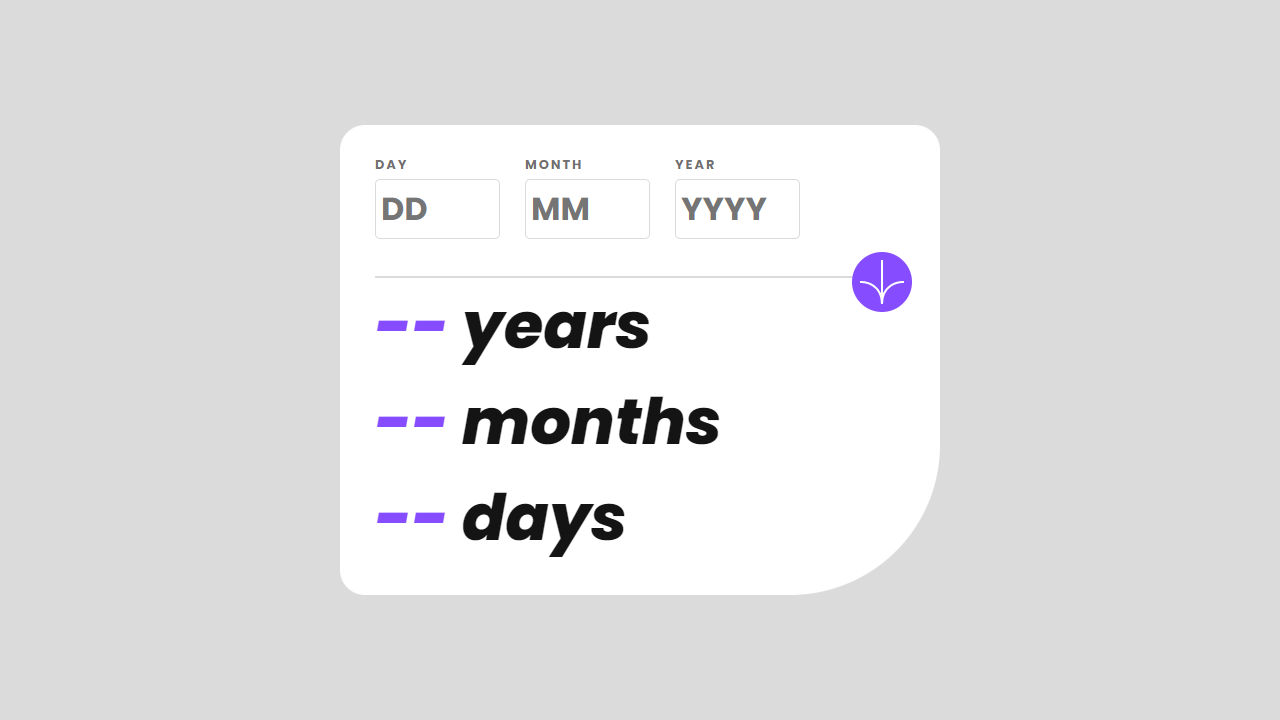 DAY MONTH YEAR
DD MM YYYY
-- years
-- months
-- days